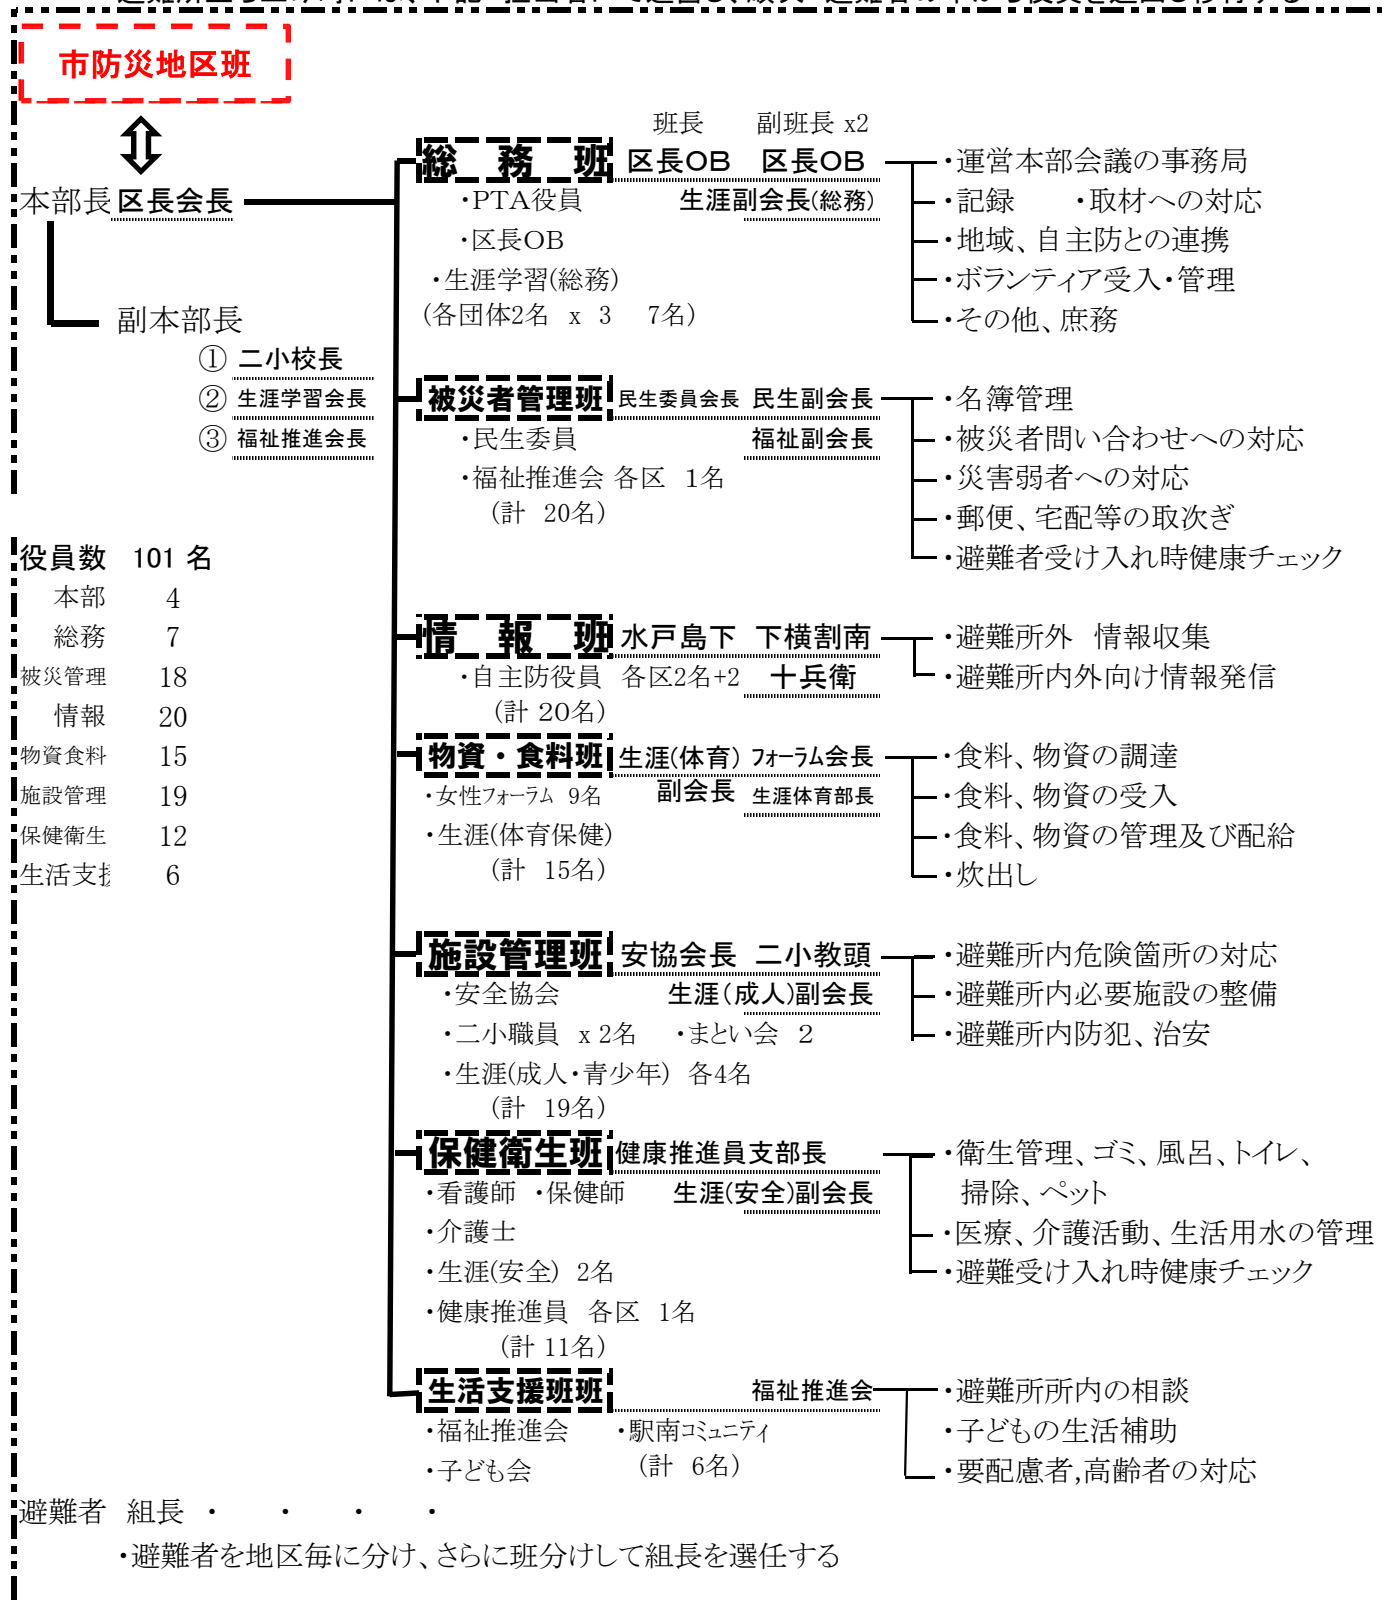 市防災地区班
班長 副班長 x2
総 務 班 区長OB 区長OB ・運営本部会議の事務局
本部長 区長会長 ・PTA役員 生涯副会長(総務) ・記録 ・取材への対応
・区長OB ・地域、自主防との連携
・生涯学習(総務) ・ボランティア受入・管理
副本部長 (各団体2名 x 3 7名) ・その他、庶務
① 二小校長
② 生涯学習会長 被災者管理班 民生委員会長 民生副会長 ・名簿管理
③ 福祉推進会長 ・民生委員 福祉副会長 ・被災者問い合わせへの対応
・福祉推進会 各区 1名 ・災害弱者への対応
(計 20名) ・郵便、宅配等の取次ぎ
役員数 101 名 ・避難者受け入れ時健康チェック
本部 4
総務 7 情 報 班 水戸島下 下横割南 ・避難所外 情報収集
被災管理 18 ・自主防役員 各区2名+2 十兵衛 ・避難所内外向け情報発信
情報 20 (計 20名)
物資食料 15 物資・食料班 生涯(体育) フォーラム会長 ・食料、物資の調達
施設管理 19 ・女性フォーラム 9名 副会長 生涯体育部長 ・食料、物資の受入
保健衛生 12 ・生涯(体育保健) ・食料、物資の管理及び配給
生活支 6 (計 15名) ・炊出し
施設管理班 安協会長 二小教頭 ・避難所内危険箇所の対応
・安全協会 生涯(成人)副会長 ・避難所内必要施設の整備
・二小職員 x 2名 ・まとい会 2 ・避難所内防犯、治安
・生涯(成人・青少年) 各4名
(計 19名)
保健衛生班 健康推進員支部長 ・衛生管理、ゴミ、風呂、トイレ、
・看護師 ・保健師 生涯(安全)副会長 掃除、ペット
・介護士 ・医療、介護活動、生活用水の管理
・生涯(安全) 2名 ・避難受け入れ時健康チェック
・健康推進員 各区 1名
(計 11名)
生活支援班班 福祉推進会 ・避難所所内の相談
・福祉推進会 ・駅南コミュニティ ・子どもの生活補助
・子ども会 (計 6名) ・要配慮者,高齢者の対応
避難者 組長 ・ ・ ・ ・
・避難者を地区毎に分け、さらに班分けして組長を選任する